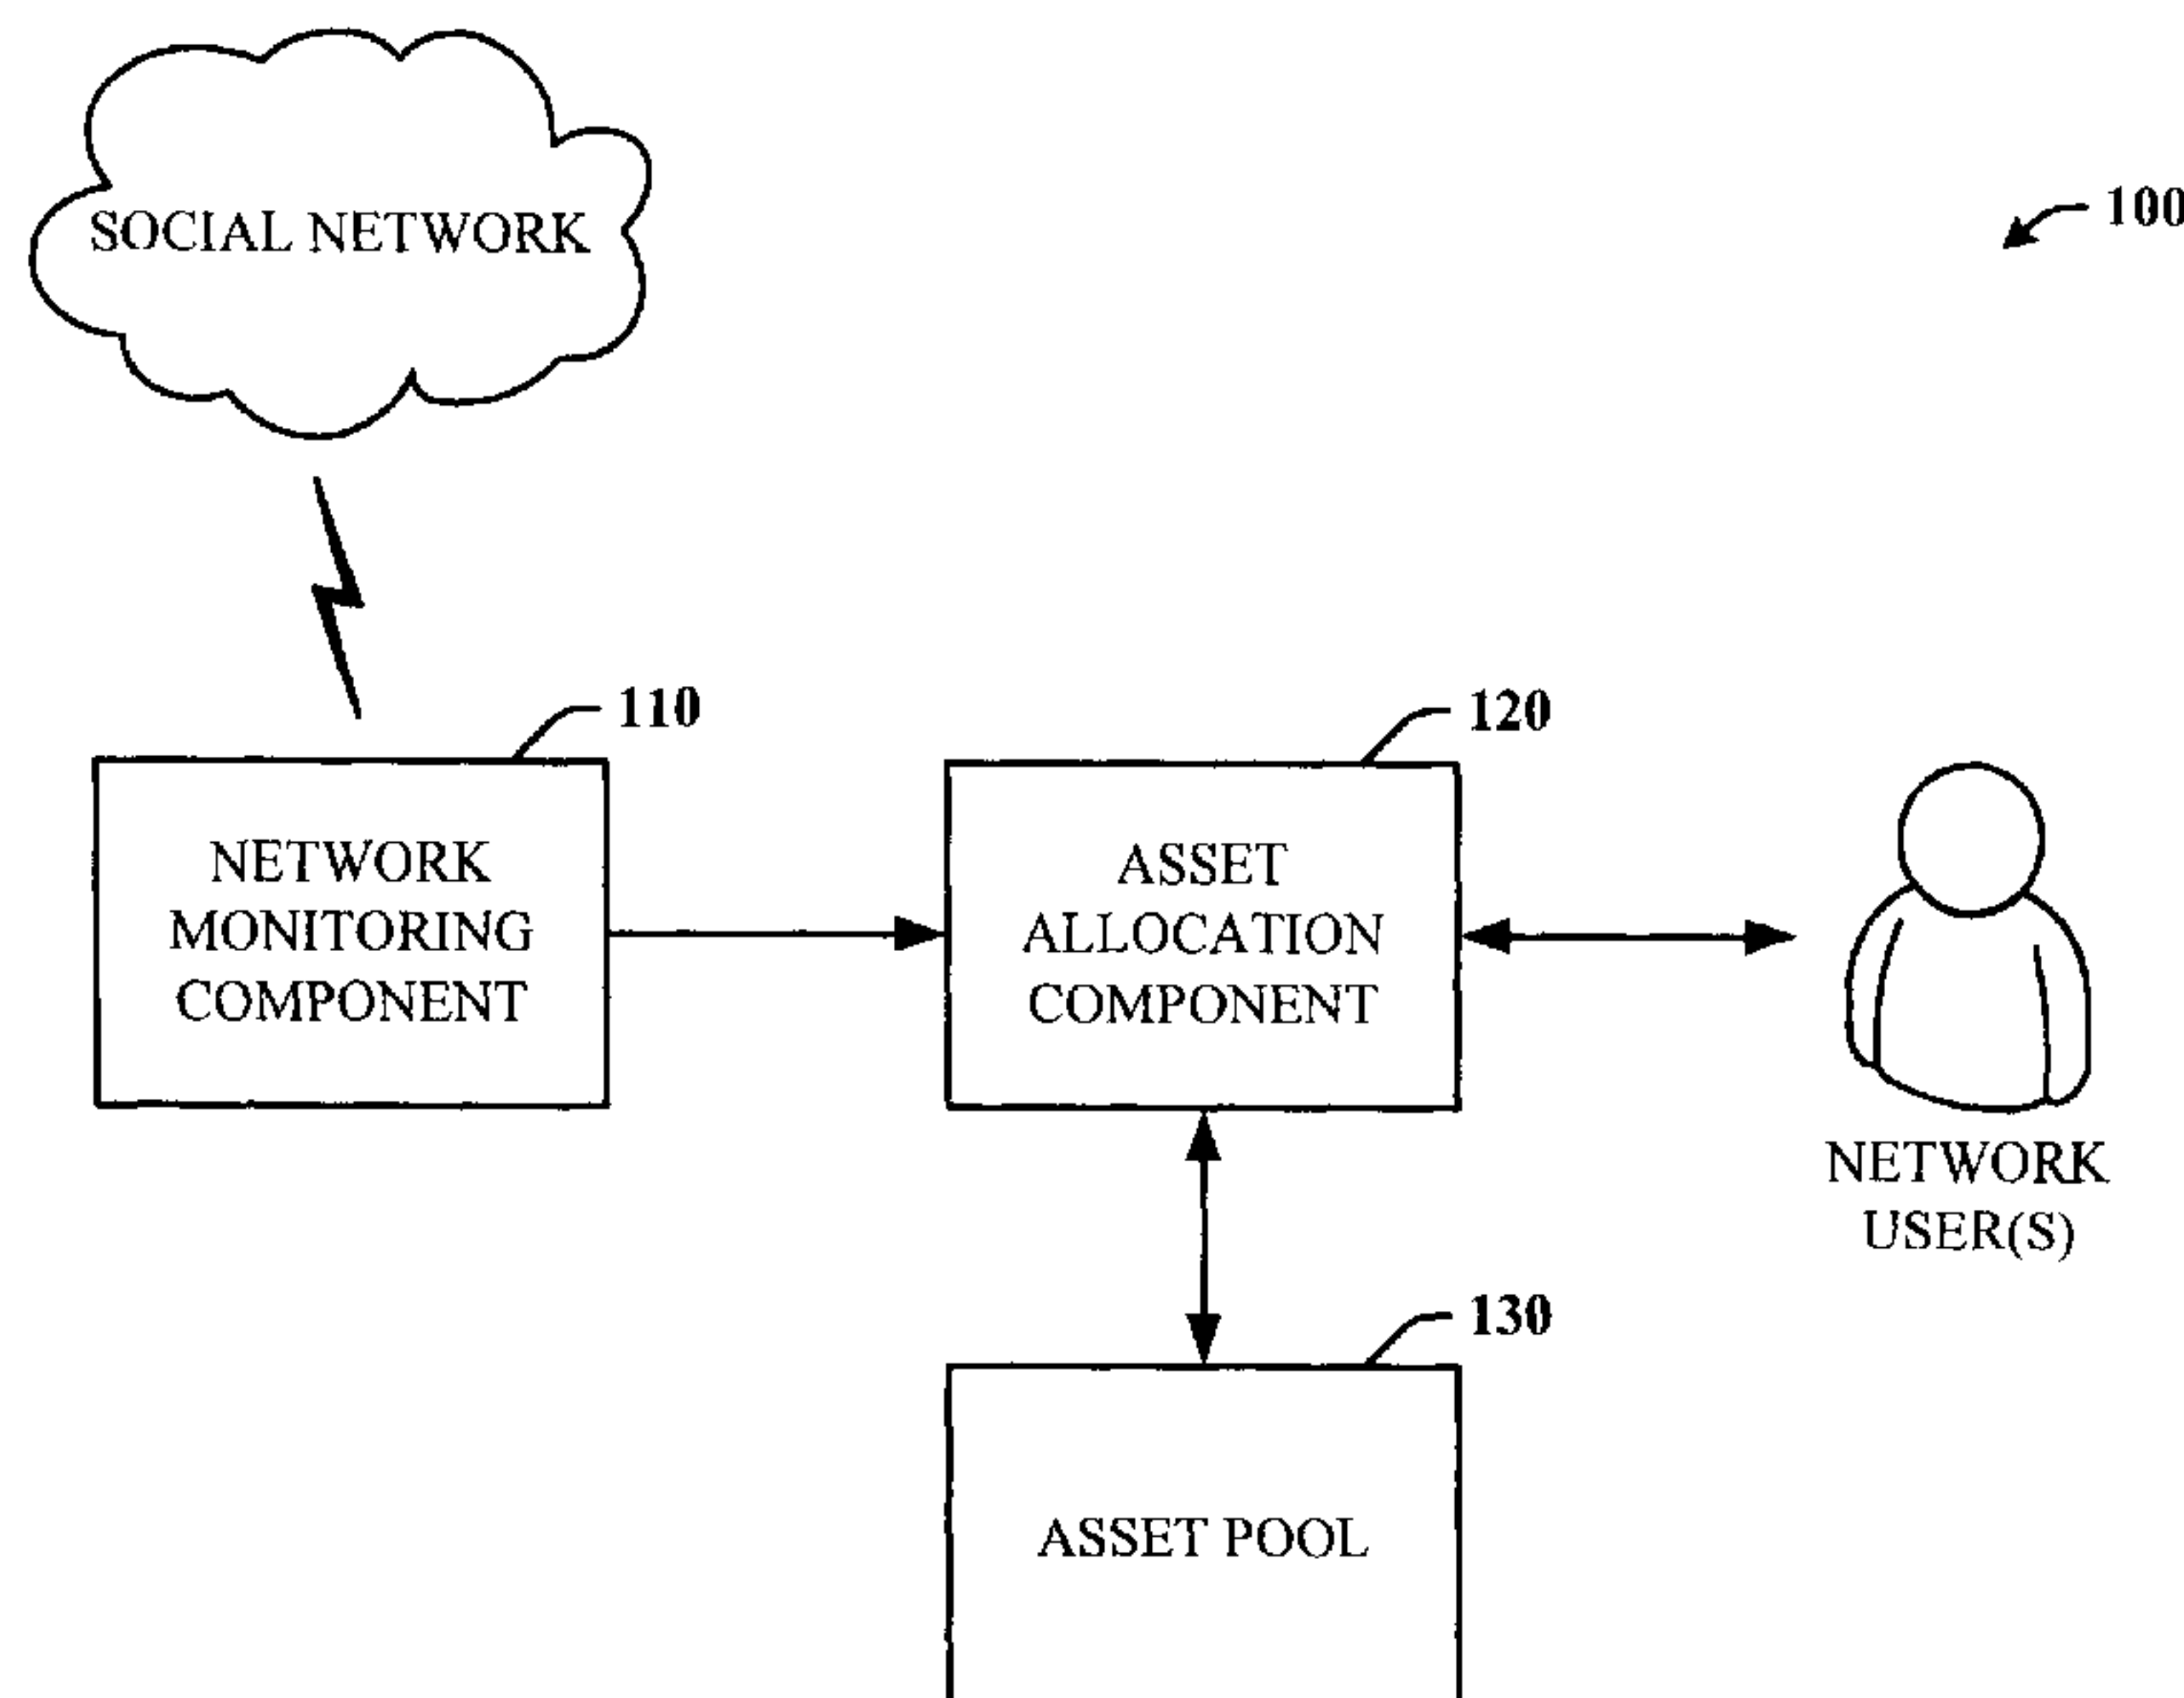 SOCIAL NETWORK
100
110
120
NETWORK
MONITORING
COMPONENT
ASSET
ALLOCATION
COMPONENT
NETWORK
USER(S)
130
ASSET POOL